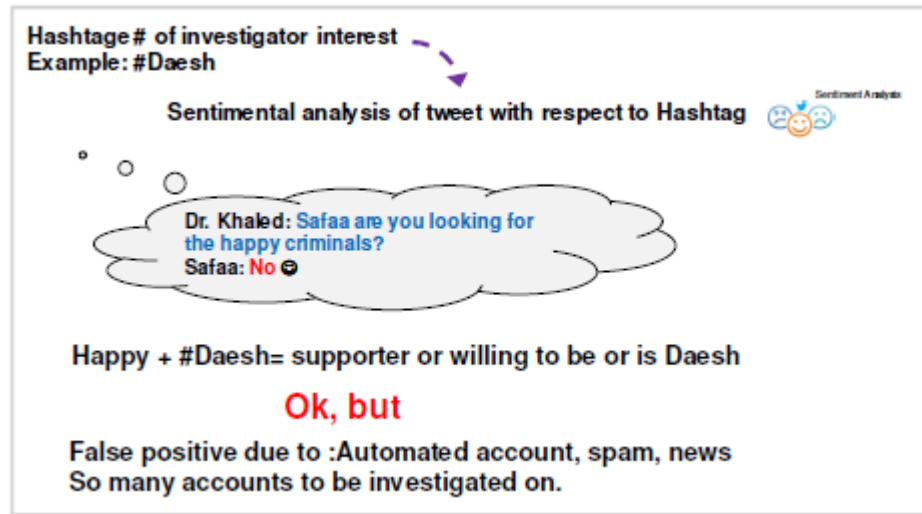 Hashtage# of investigator interest
Example: #Daesh
Sentimental analysis of tweet with respect to Hashtag
Sentiment Analysis
Dr. Khaled: Safaa are you looking for
the happy criminals?
Safaa: No ☺
Happy + #Daesh= supporter or willing to be or is Daesh
Ok, but
False positive due to :Automated account, spam, news
So many accounts to be investigated on.